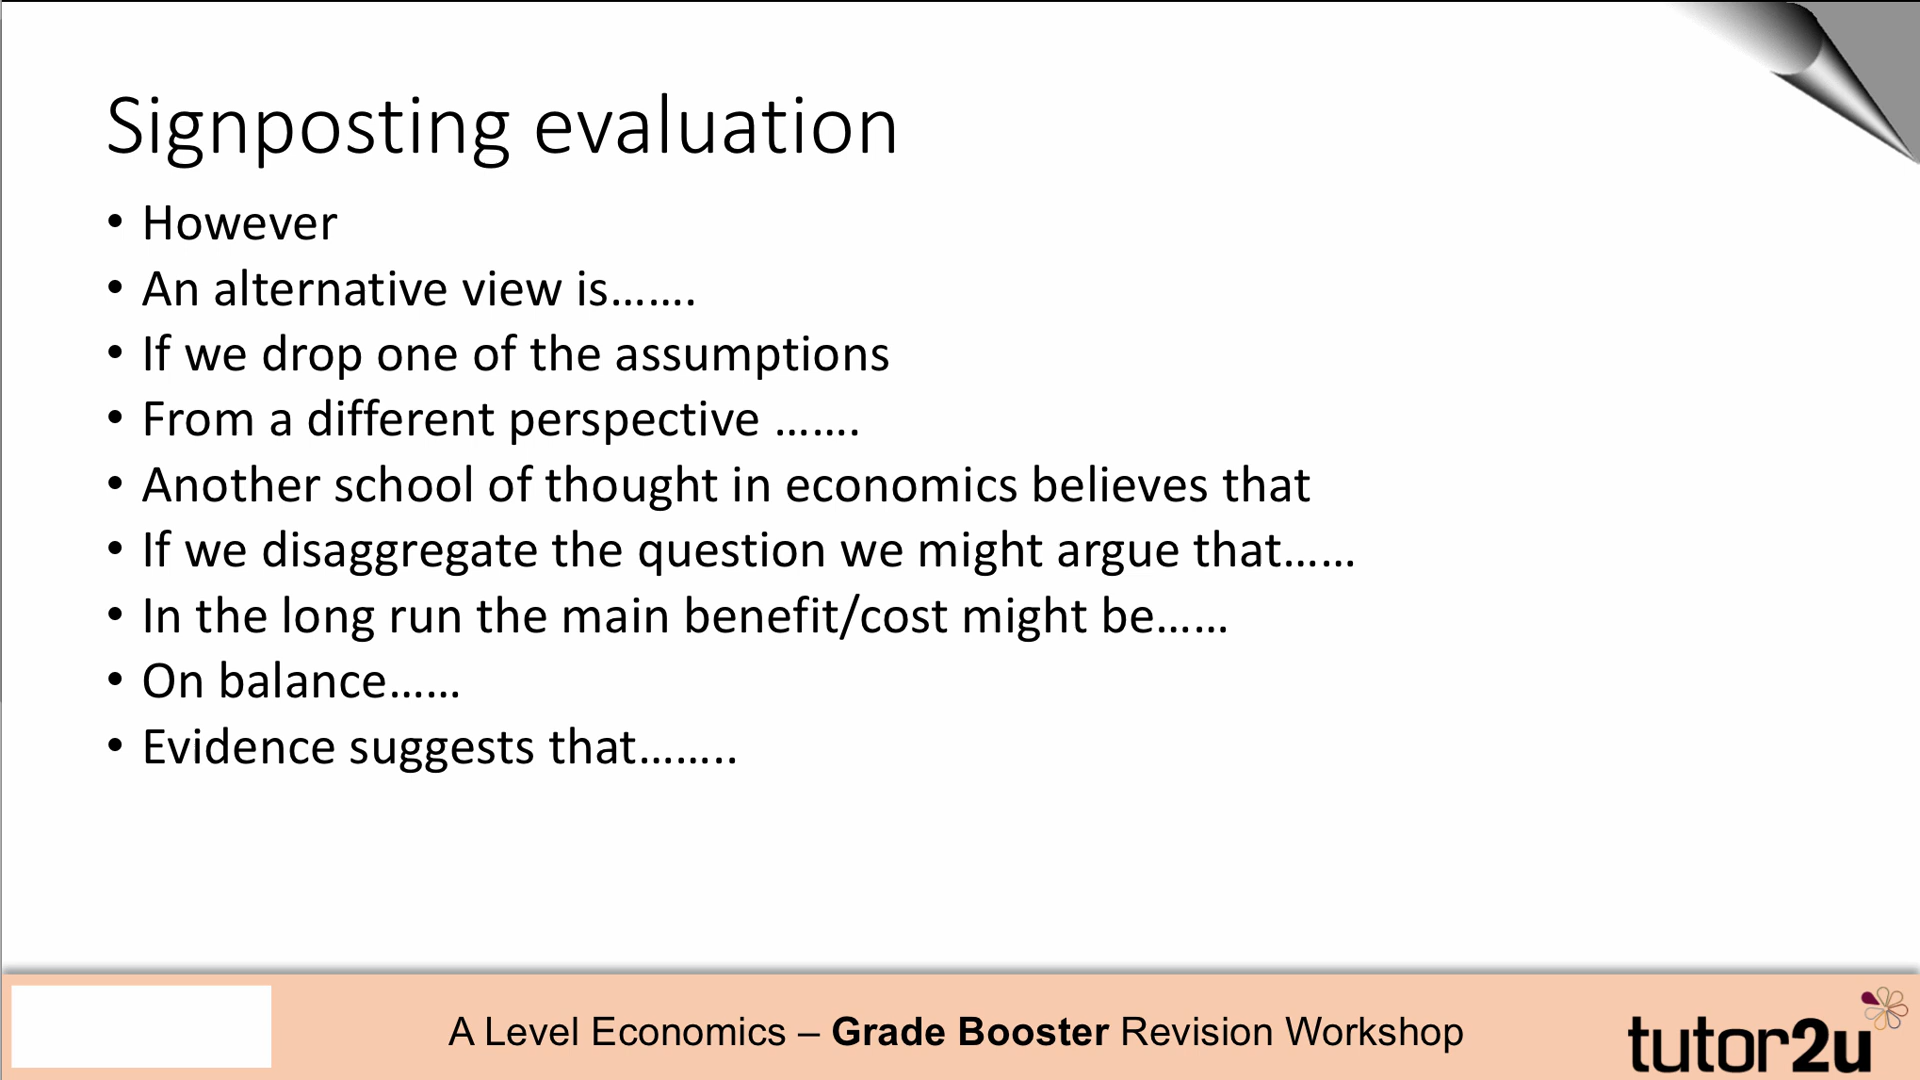 Signposting evaluation
• However
• An alternative view is…….
• If we drop one of the assumptions
• From a different perspective …….
• Another school of thought in economics believes that
• If we disaggregate the question we might argue that……
• In the long run the main benefit/cost might be……
• On balance……
• Evidence suggests that……..
A Level Economics – Grade Booster Revision Workshop
tutor2u